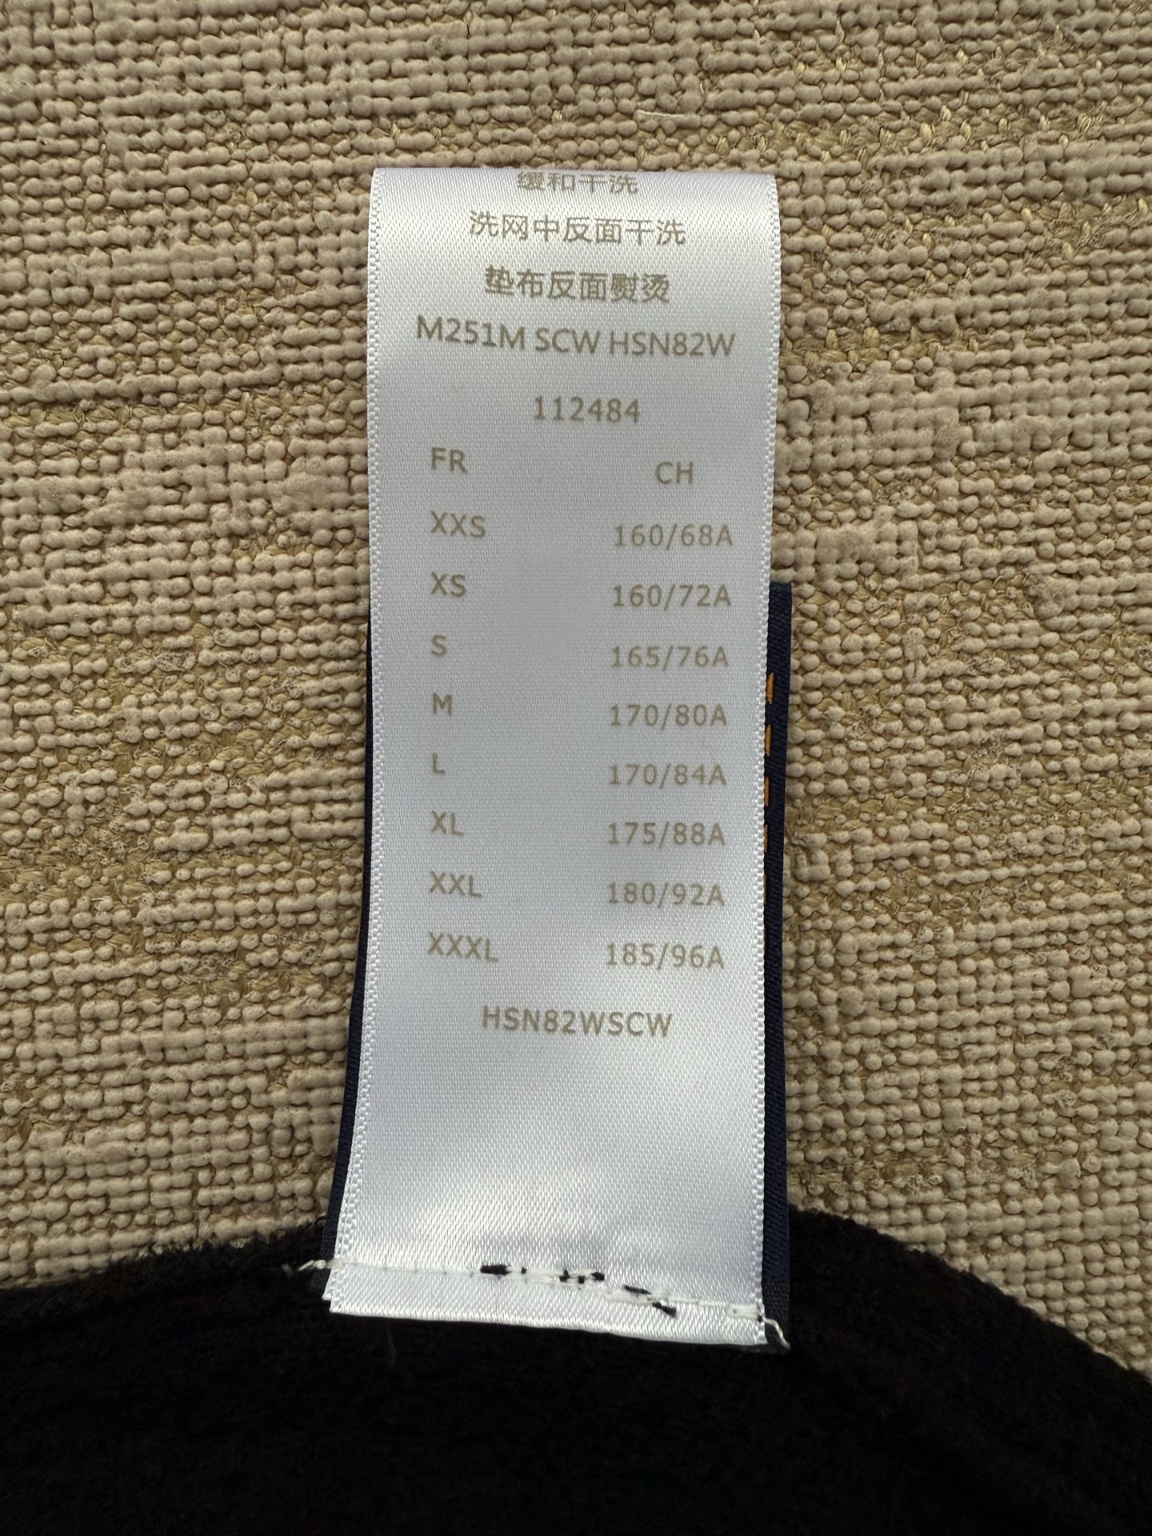 缓和干洗
洗网中反面干洗
垫布反面熨烫
M251M SCW HSN82W
112484
FR CH
XXS 160/68A
XS 160/72A
S 165/76A
M 170/80A
L 170/84A
XL 175/88A
XXL 180/92A
XXXL 185/96A
HSN82WSCW